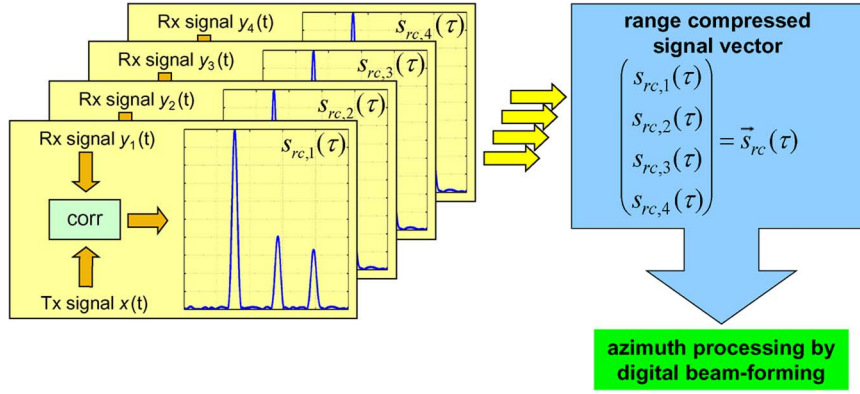 Rx signal y₄(t)
s_rc,4(τ)
Rx signal y₃(t)
s_rc,3(τ)
Rx signal y₂(t)
s_rc,2(τ)
Rx signal y₁(t)
s_rc,1(τ)
corr
Tx signal x(t)
range compressed
signal vector
s_rc,1(τ)
s_rc,2(τ)
s_rc,3(τ)
s_rc,4(τ)
= s⃗_rc(τ)
azimuth processing by
digital beam-forming